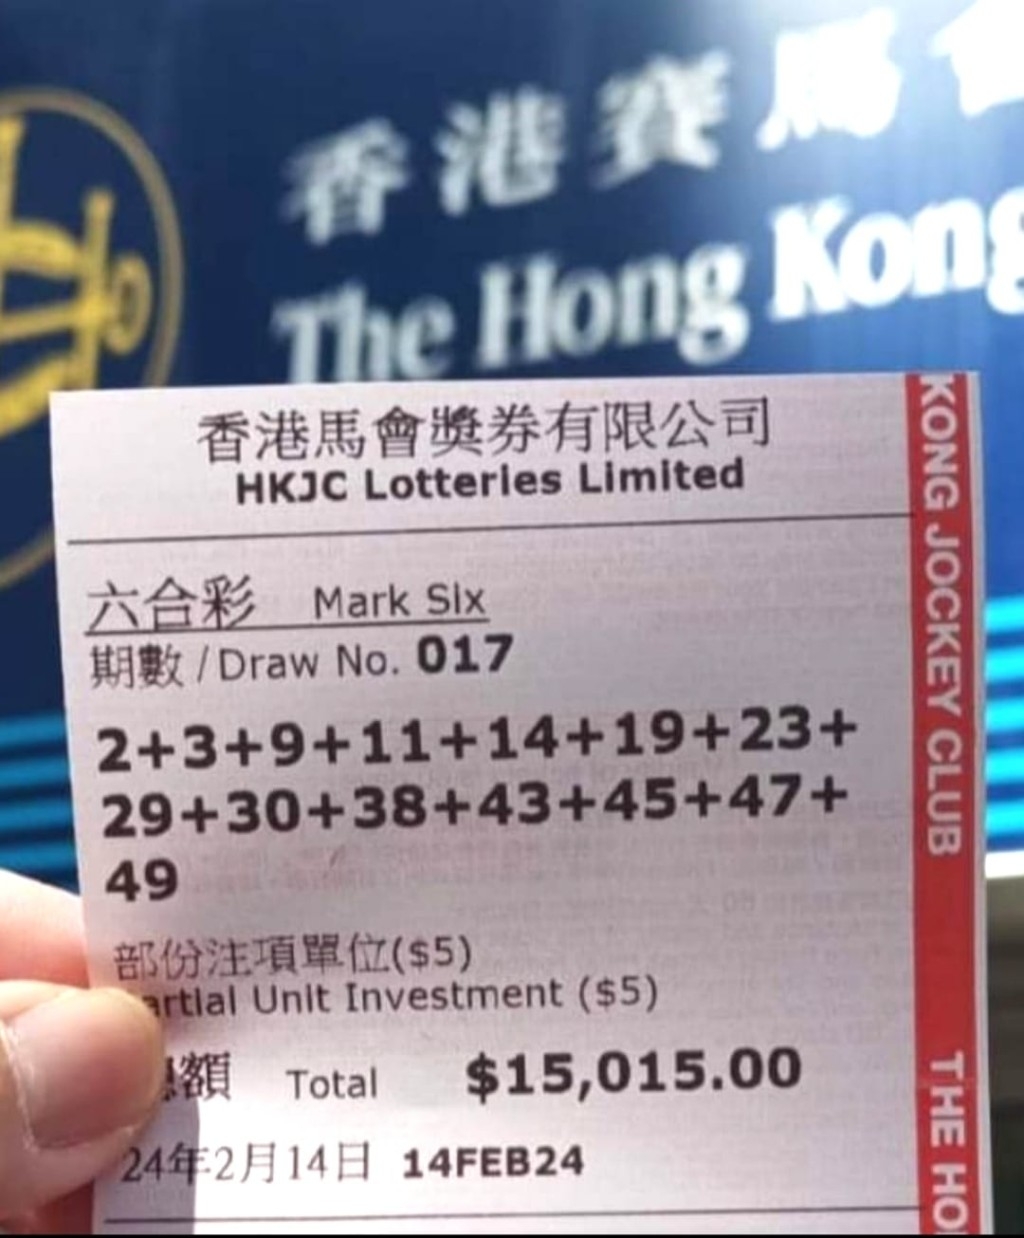 香港賽馬會
The Hong Kong
香港馬會獎券有限公司
HKJC Lotteries Limited
六合彩 Mark Six
期數/Draw No. 017
2+3+9+11+14+19+23+
29+30+38+43+45+47+
49
部份注項單位($5)
artial Unit Investment ($5)
額 Total $15,015.00
24年2月14日 14FEB24
KONG JOCKEY CLUB
THE HO